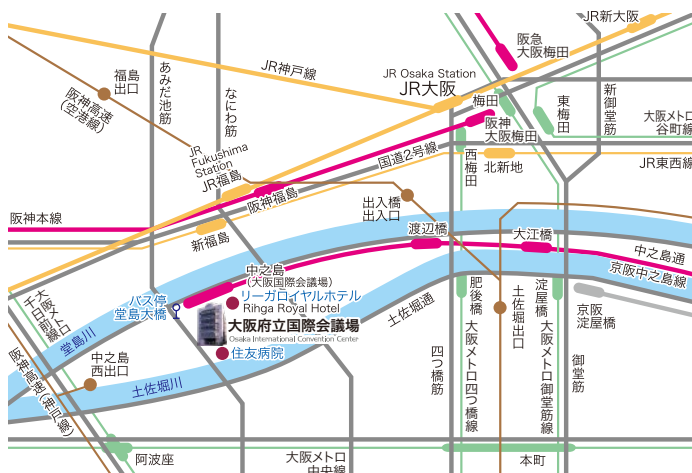 JR新大阪
阪急
大阪梅田
JR Osaka Station
JR大阪
JR神戸線
福島
出口
阪神高速
(空港線)
あみだ池筋
なにわ筋
JR
Fukushima
Station
JR福島
梅田
阪神
大阪梅田
東梅田
新御堂筋
大阪メトロ
谷町線
国道2号線
西梅田
北新地
JR東西線
阪神福島
阪神本線
新福島
出入橋
出入口
渡辺橋
大江橋
中之島通
京阪中之島線
中之島
(大阪国際会議場)
リーガロイヤルホテル
Rihga Royal Hotel
バス停
堂島大橋
大阪府立国際会議場
Osaka International Convention Center
住友病院
土佐堀通
肥後橋
大阪メトロ四つ橋線
四つ橋筋
土佐堀出口
淀屋橋
大阪メトロ御堂筋線
御堂筋
京阪
淀屋橋
大阪メトロ
千日前線
堂島川
中之島
西出口
土佐堀川
阪神高速(神戸線)
阿波座
大阪メトロ
中央線
本町